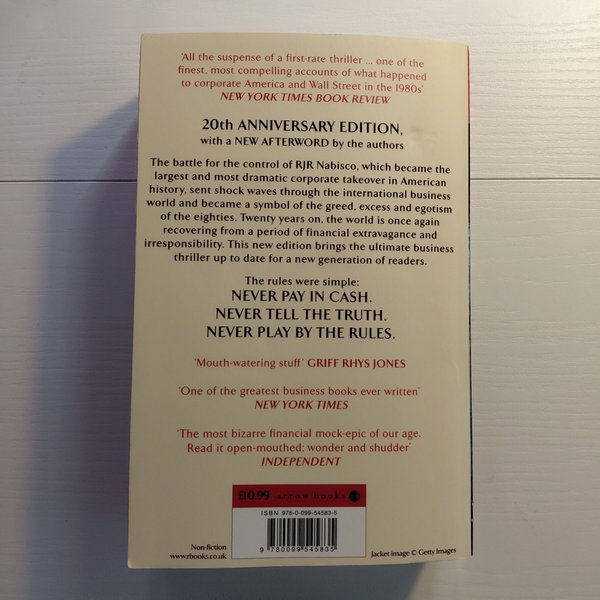 'All the suspense of a first-rate thriller ... one of the
finest, most compelling accounts of what happened
to corporate America and Wall Street in the 1980s'
NEW YORK TIMES BOOK REVIEW
20th ANNIVERSARY EDITION,
with a NEW AFTERWORD by the authors
The battle for the control of RJR Nabisco, which became the
largest and most dramatic corporate takeover in American
history, sent shock waves through the international business
world and became a symbol of the greed, excess and egotism
of the eighties. Twenty years on, the world is once again
recovering from a period of financial extravagance and
irresponsibility. This new edition brings the ultimate business
thriller up to date for a new generation of readers.
The rules were simple:
NEVER PAY IN CASH.
NEVER TELL THE TRUTH.
NEVER PLAY BY THE RULES.
'Mouth-watering stuff' GRIFF RHYS JONES
'One of the greatest business books ever written'
NEW YORK TIMES
'The most bizarre financial mock-epic of our age.
Read it open-mouthed: wonder and shudder'
INDEPENDENT
£10.99 arrow books
ISBN 978-0-099-54583-5
9 780099 545835
Non-fiction
www.rbooks.co.uk
Jacket image © Getty Images